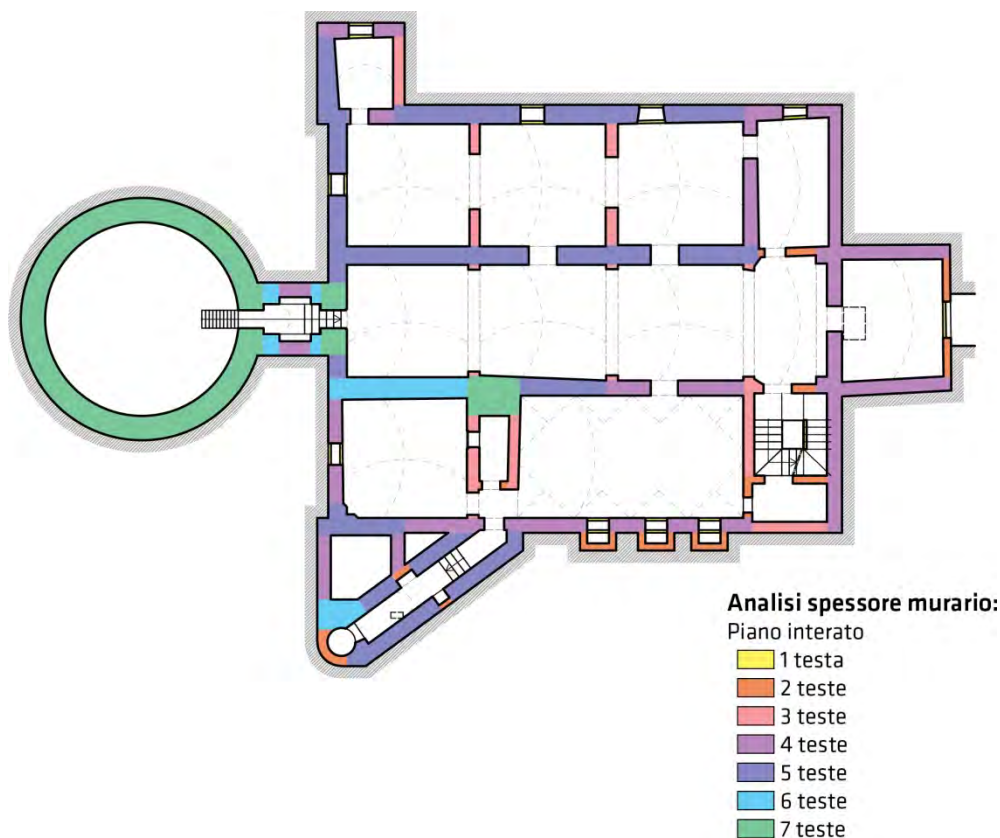 Analisi spessore murario:
Piano interato
1 testa
2 teste
3 teste
4 teste
5 teste
6 teste
7 teste